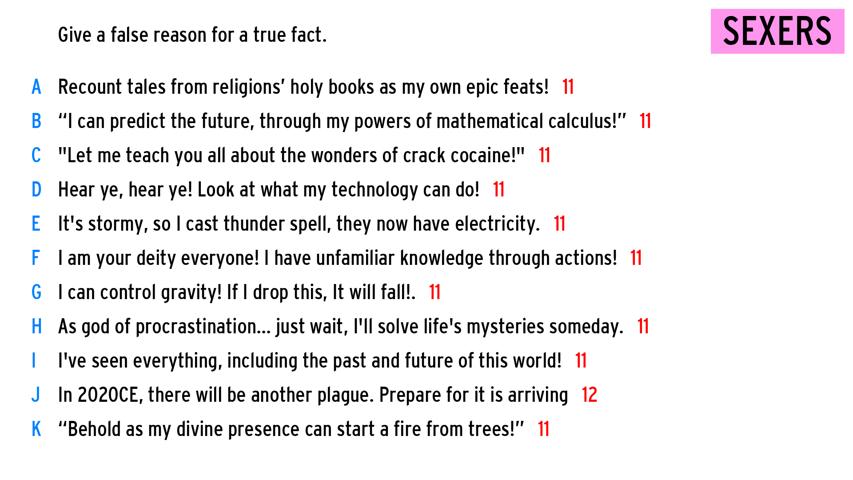 Give a false reason for a true fact.
SEXERS
A Recount tales from religions’ holy books as my own epic feats! 11
B “I can predict the future, through my powers of mathematical calculus!” 11
C "Let me teach you all about the wonders of crack cocaine!" 11
D Hear ye, hear ye! Look at what my technology can do! 11
E It's stormy, so I cast thunder spell, they now have electricity. 11
F I am your deity everyone! I have unfamiliar knowledge through actions! 11
G I can control gravity! If I drop this, It will fall!. 11
H As god of procrastination... just wait, I'll solve life's mysteries someday. 11
I I've seen everything, including the past and future of this world! 11
J In 2020CE, there will be another plague. Prepare for it is arriving 12
K “Behold as my divine presence can start a fire from trees!” 11